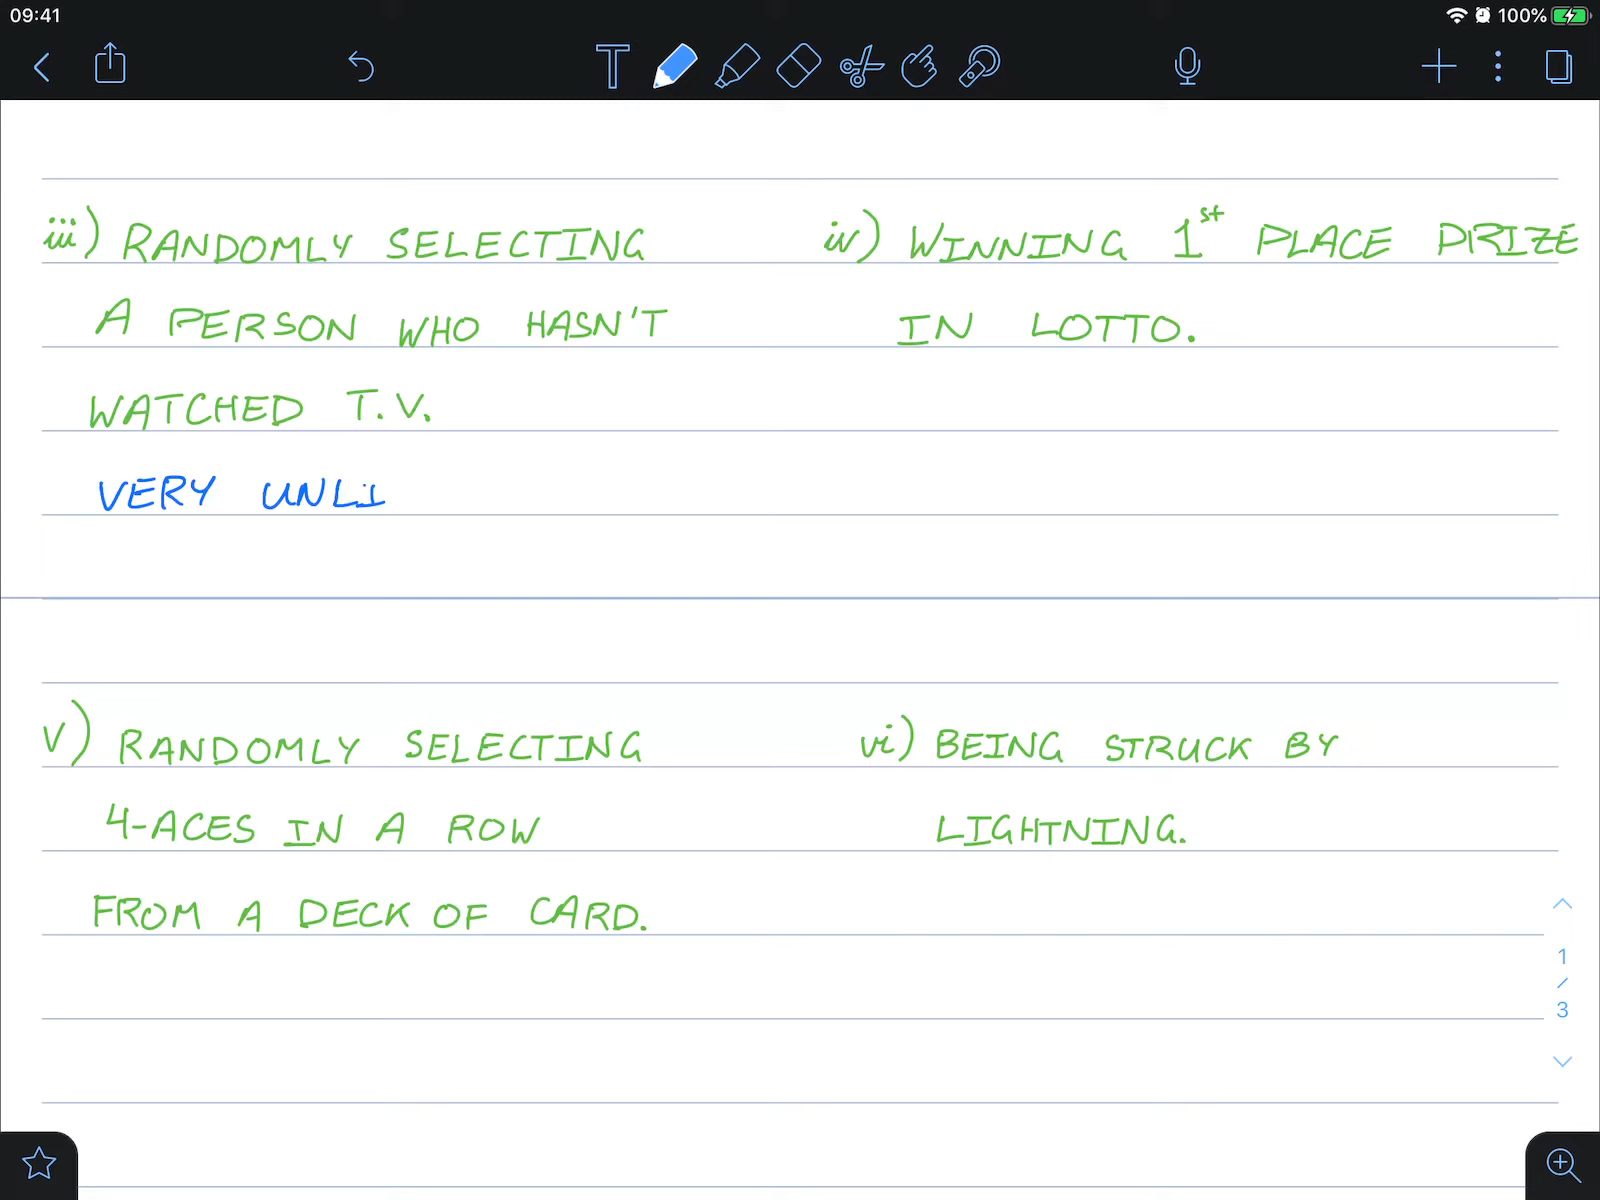 09:41
100%
iii) RANDOMLY SELECTING
A PERSON WHO HASN'T
WATCHED T.V.
VERY UNLI
iv) WINNING 1st PLACE PRIZE
IN LOTTO.
v) RANDOMLY SELECTING
4-ACES IN A ROW
FROM A DECK OF CARD.
vi) BEING STRUCK BY
LIGHTNING.
1
/
3